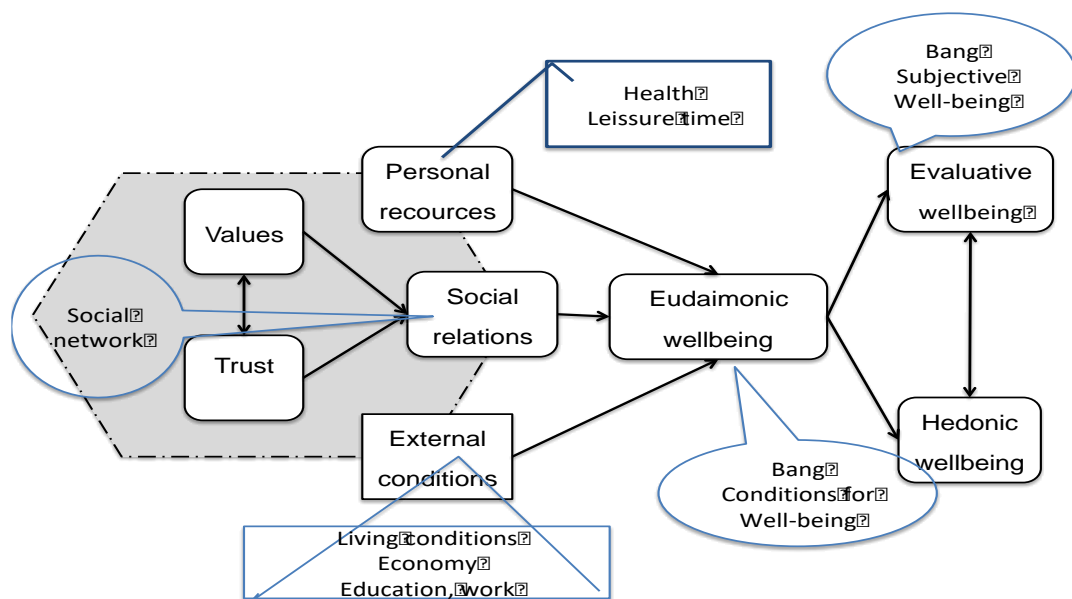 Bang
Subjective
Well-being
Health
Leissure time
Personal
recources
Evaluative
wellbeing
Values
Social
relations
Eudaimonic
wellbeing
Social
network
Trust
External
conditions
Hedonic
wellbeing
Bang
Conditions for
Well-being
Living conditions
Economy
Education, work